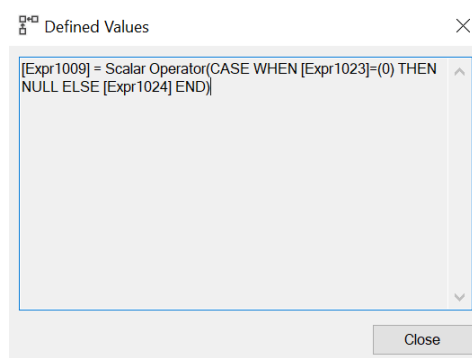 Defined Values
[Expr1009] = Scalar Operator(CASE WHEN [Expr1023]=(0) THEN
NULL ELSE [Expr1024] END)
Close